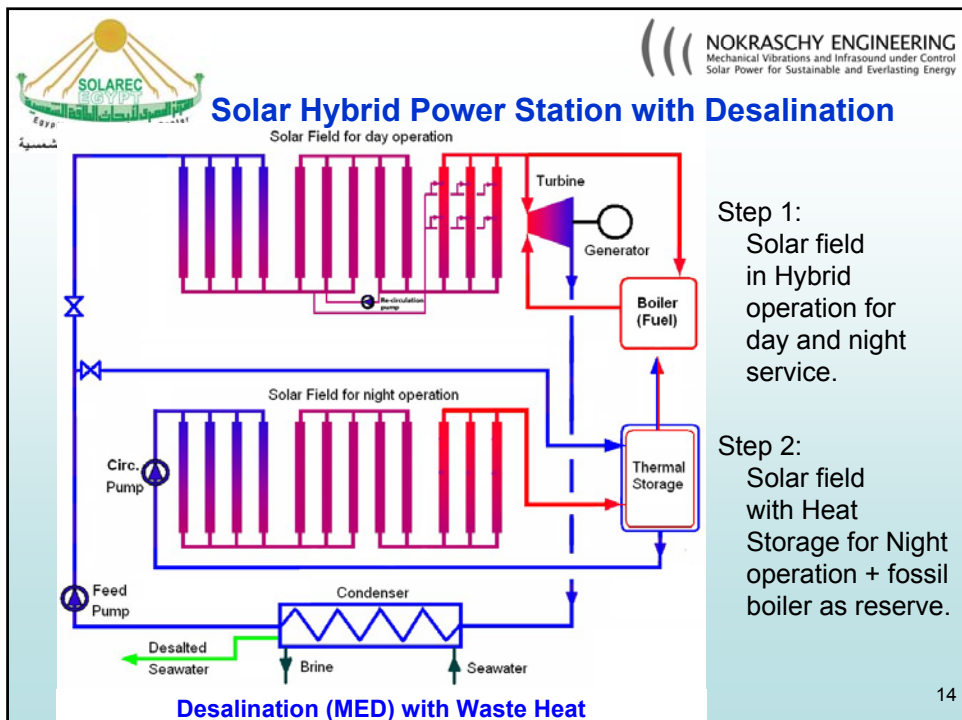 SOLAREC
EGYPT
NOKRASCHY ENGINEERING
Mechanical Vibrations and Infrasound under Control
Solar Power for Sustainable and Everlasting Energy
Solar Hybrid Power Station with Desalination
Solar Field for day operation
Turbine
Generator
Re-circulation
pump
Boiler
(Fuel)
Solar Field for night operation
Circ.
Pump
Thermal
Storage
Feed
Pump
Condenser
Desalted
Seawater
Brine
Seawater
Desalination (MED) with Waste Heat
Step 1:
Solar field
in Hybrid
operation for
day and night
service.
Step 2:
Solar field
with Heat
Storage for Night
operation + fossil
boiler as reserve.
14